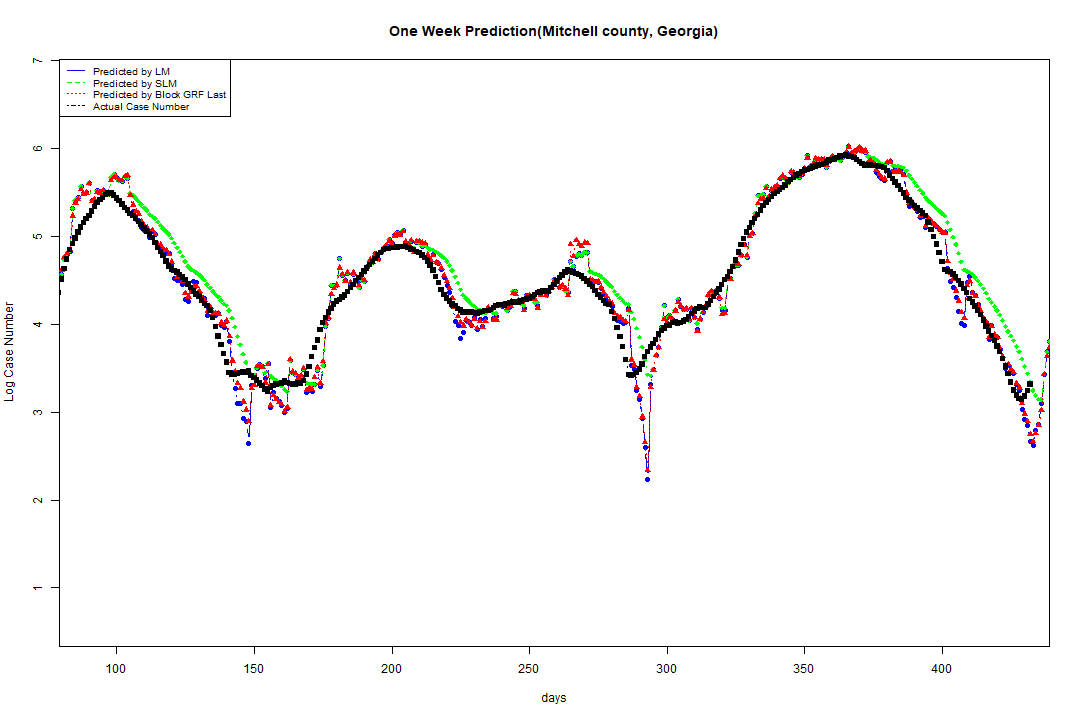 One Week Prediction(Mitchell county, Georgia)
Predicted by LM
Predicted by SLM
Predicted by Block GRF Last
Actual Case Number
7
6
5
4
3
2
1
Log Case Number
100 150 200 250 300 350 400
days